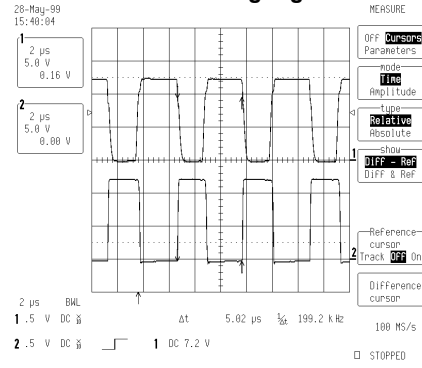 28-May-99
15:40:04
1
2 µs
5.0 V
0.16 V
2
2 µs
5.0 V
0.00 V
MEASURE
Off Cursors
Parameters
mode
Time
Amplitude
type
Relative
Absolute
show
Diff - Ref
Diff & Ref
Reference
cursor
Track Off On
Difference
cursor
1
2
2 µs BWL
1 .5 V DC
2 .5 V DC
Δt 5.02 µs 1/Δt 199.2 kHz
1 DC 7.2 V
100 MS/s
STOPPED